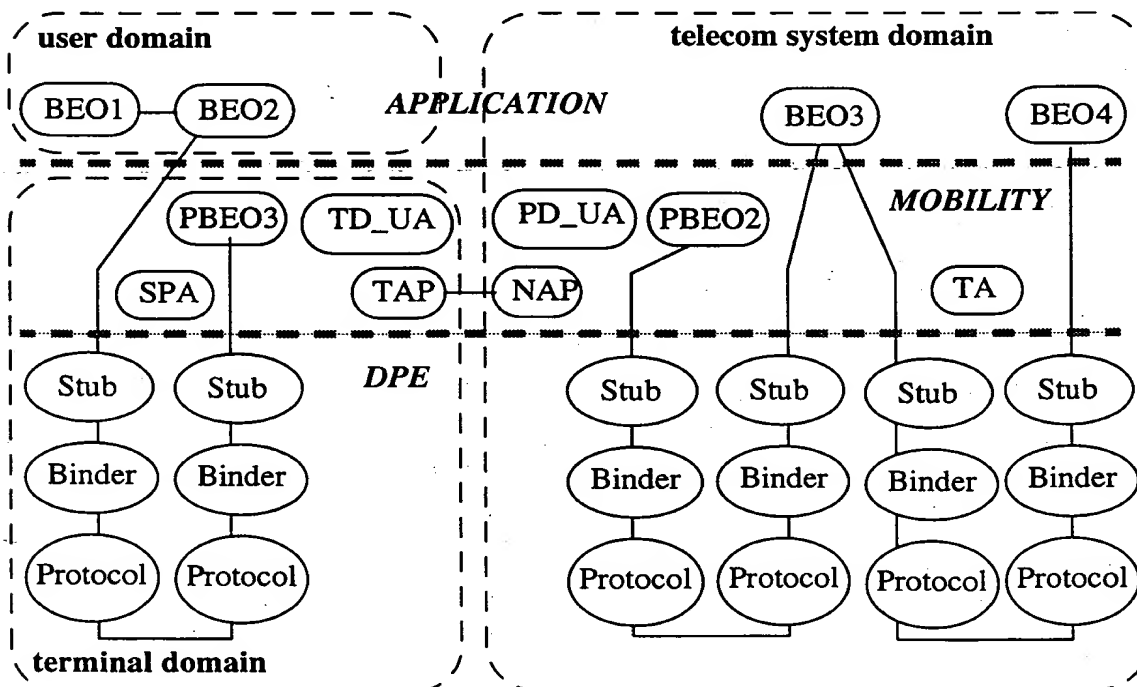 user domain
telecom system domain
BEO1
BEO2
APPLICATION
BEO3
BEO4
MOBILITY
PBEO3
TD_UA
PD_UA
PBEO2
SPA
TAP
NAP
TA
DPE
Stub
Stub
Stub
Stub
Stub
Stub
Binder
Binder
Binder
Binder
Binder
Binder
Protocol
Protocol
Protocol
Protocol
Protocol
Protocol
terminal domain